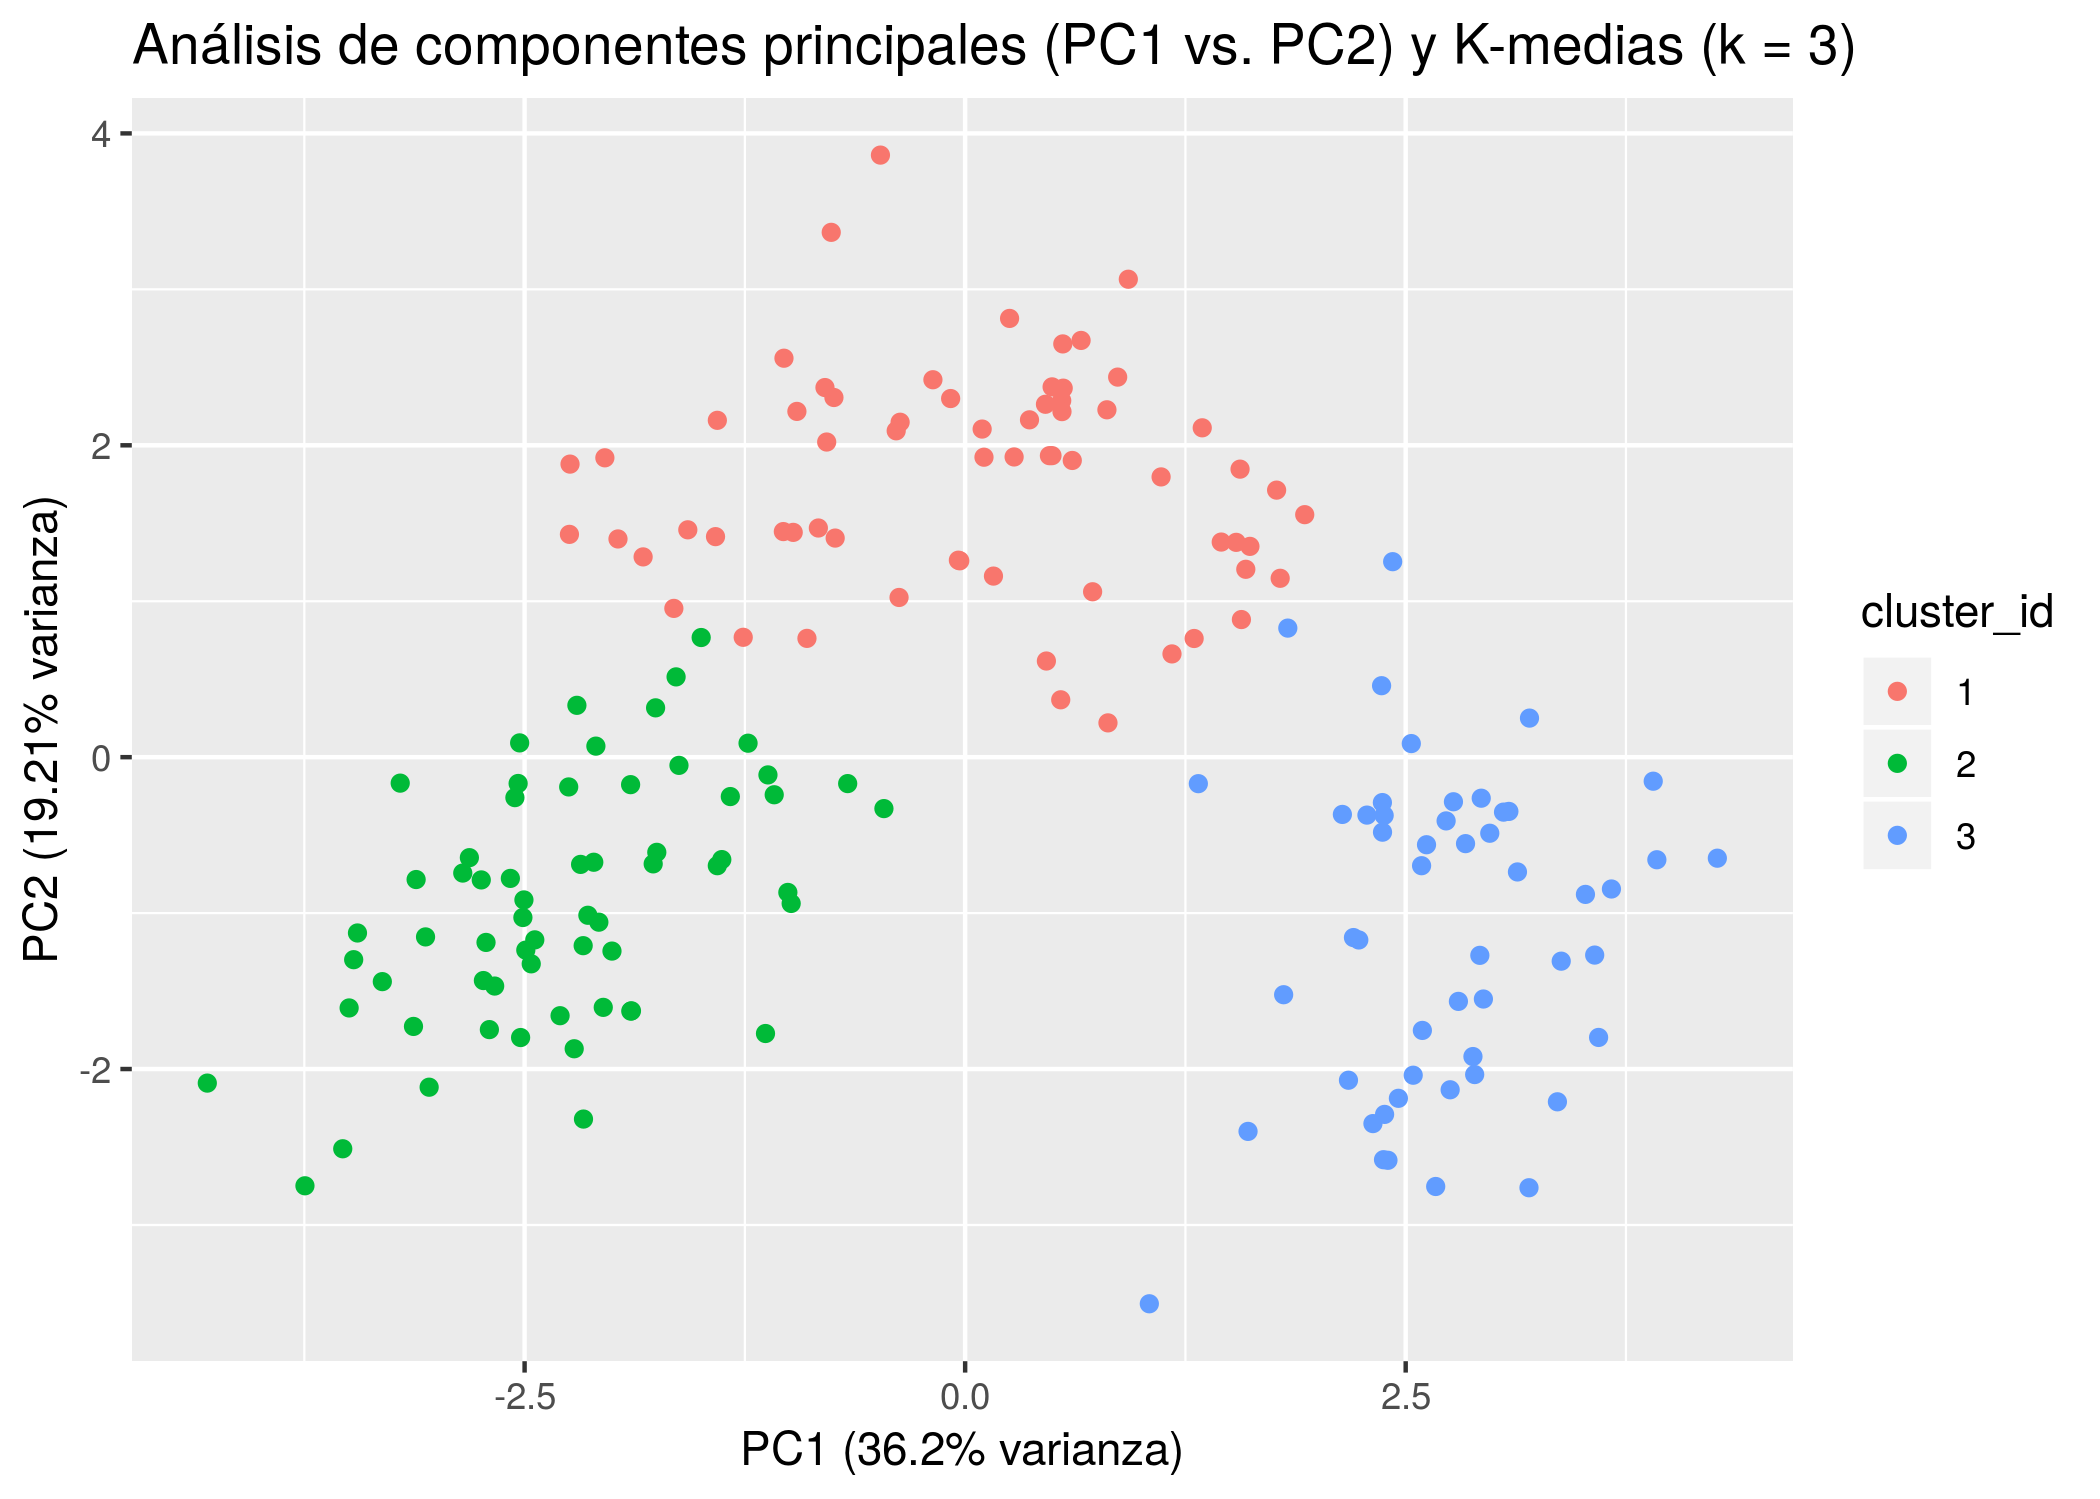 Análisis de componentes principales (PC1 vs. PC2) y K-medias (k = 3)
4
2
0
-2
PC2 (19.21% varianza)
-2.5
0.0
2.5
PC1 (36.2% varianza)
cluster_id
1
2
3